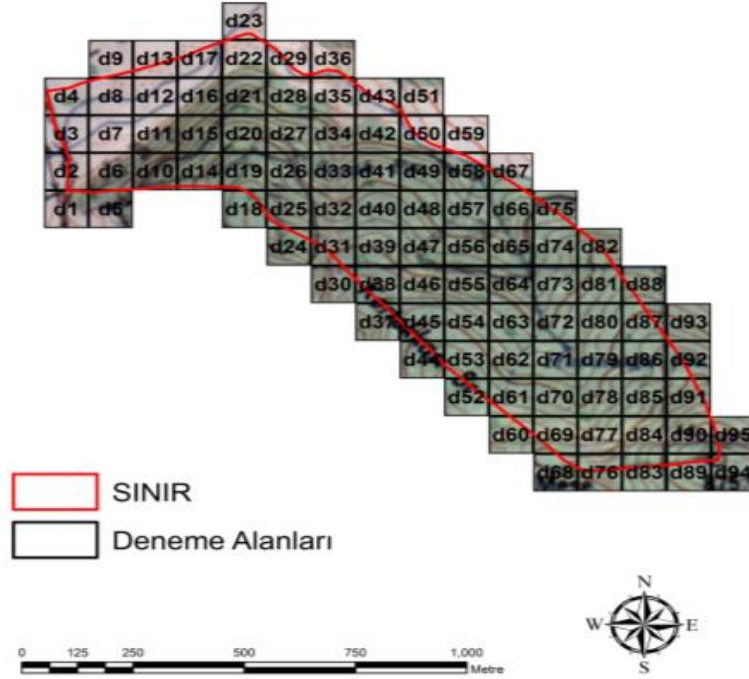 d23
d9 d13 d17 d22 d29 d36
d4 d8 d12 d16 d21 d28 d35 d43 d51
d3 d7 d11 d15 d20 d27 d34 d42 d50 d59
d2 d6 d10 d14 d19 d26 d33 d41 d49 d58 d67
d1 d5 d18 d25 d32 d40 d48 d57 d66 d75
d24 d31 d39 d47 d56 d65 d74 d82
d30 d38 d46 d55 d64 d73 d81 d88
d37 d45 d54 d63 d72 d80 d87 d93
d44 d53 d62 d71 d79 d86 d92
d52 d61 d70 d78 d85 d91
d60 d69 d77 d84 d90 d95
d68 d76 d83 d89 d94
SINIR
Deneme Alanları
N
W E
S
0 125 250 500 750 1,000
Metre